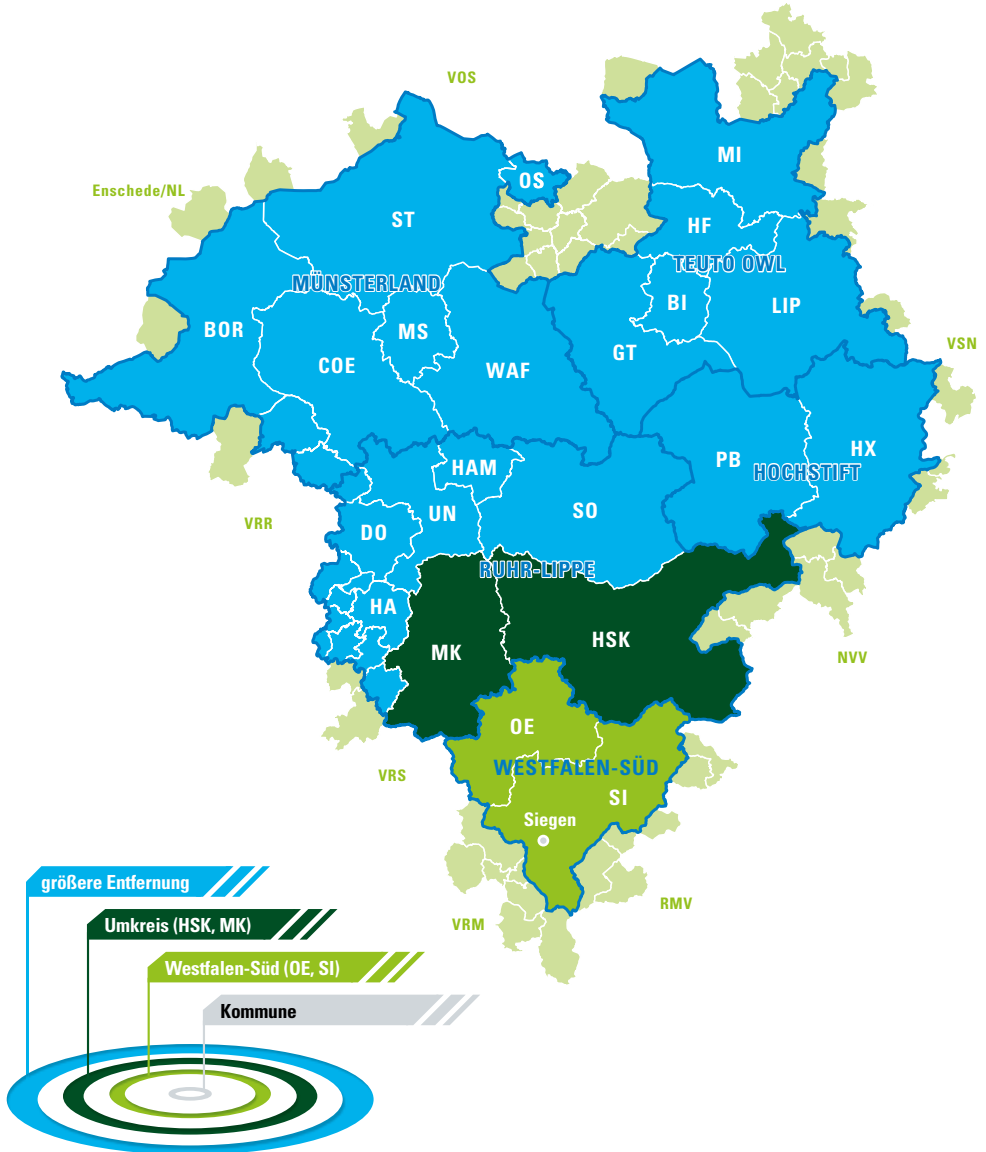 VOS
MI
Enschede/NL
OS
ST
HF
TEUTO OWL
MÜNSTERLAND
BI
LIP
BOR
MS
VSN
COE
GT
WAF
HX
PB
HAM
HOCHSTIFT
UN
SO
VRR
DO
RUHR-LIPPE
HA
HSK
MK
NVV
OE
WESTFALEN-SÜD
VRS
SI
Siegen
größere Entfernung
RMV
Umkreis (HSK, MK)
VRM
Westfalen-Süd (OE, SI)
Kommune